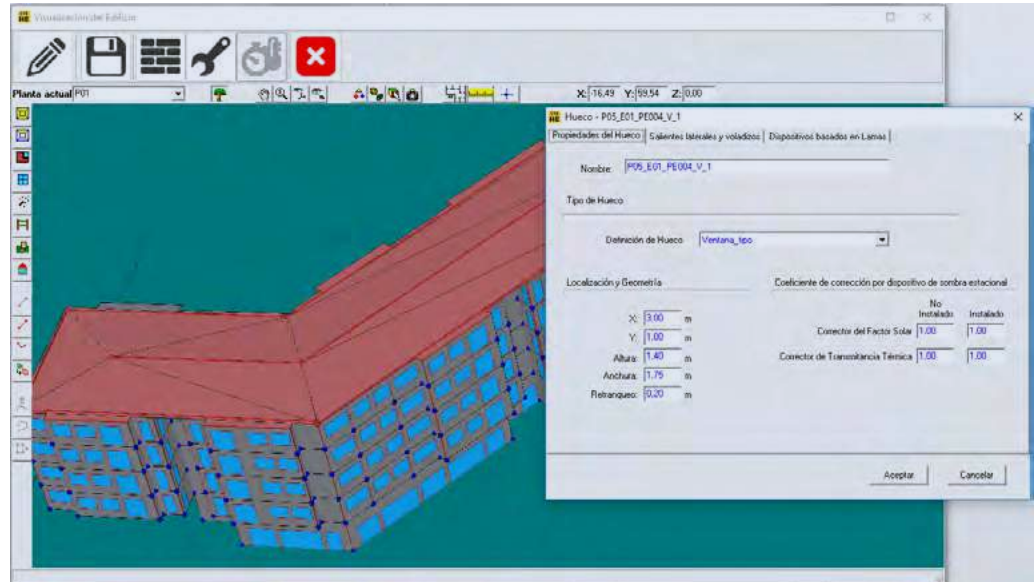 Visualización del Edificio
Planta actual P01
X: -16,49 Y: 59,54 Z: 0,00
Hueco - P05_E01_PE004_V_1
Propiedades del Hueco Salientes laterales y voladizos Dispositivos basados en Lamas
Nombre: P05_E01_PE004_V_1
Tipo de Hueco
Definición de Hueco Ventana_tipo
Localización y Geometría
X: 3,00 m
Y: 1,00 m
Altura: 1,40 m
Anchura: 1,75 m
Retranqueo: 0,20 m
Coeficiente de corrección por dispositivo de sombra estacional
No Instalado Instalado
Corrector del Factor Solar 1.00 1.00
Corrector de Transmitancia Térmica 1.00 1.00
Aceptar Cancelar